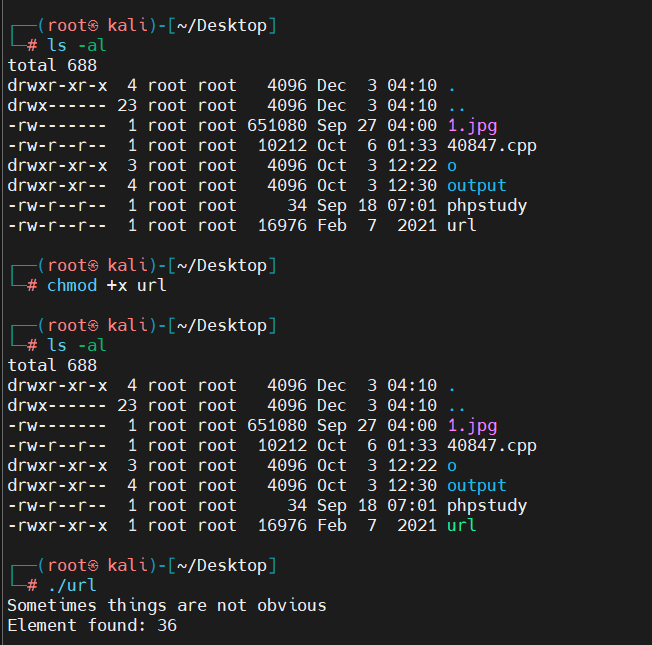 ┌──(root㉿ kali)-[~/Desktop]
└─# ls -al
total 688
drwxr-xr-x  4 root root   4096 Dec  3 04:10 .
drwx------ 23 root root   4096 Dec  3 04:10 ..
-rw-------  1 root root 651080 Sep 27 04:00 1.jpg
-rw-r--r--  1 root root  10212 Oct  6 01:33 40847.cpp
drwxr-xr-x  3 root root   4096 Oct  3 12:22 o
drwxr-xr--  4 root root   4096 Oct  3 12:30 output
-rw-r--r--  1 root root     34 Sep 18 07:01 phpstudy
-rw-r--r--  1 root root  16976 Feb  7  2021 url
┌──(root㉿ kali)-[~/Desktop]
└─# chmod +x url
┌──(root㉿ kali)-[~/Desktop]
└─# ls -al
total 688
drwxr-xr-x  4 root root   4096 Dec  3 04:10 .
drwx------ 23 root root   4096 Dec  3 04:10 ..
-rw-------  1 root root 651080 Sep 27 04:00 1.jpg
-rw-r--r--  1 root root  10212 Oct  6 01:33 40847.cpp
drwxr-xr-x  3 root root   4096 Oct  3 12:22 o
drwxr-xr--  4 root root   4096 Oct  3 12:30 output
-rw-r--r--  1 root root     34 Sep 18 07:01 phpstudy
-rwxr-xr-x  1 root root  16976 Feb  7  2021 url
┌──(root㉿ kali)-[~/Desktop]
└─# ./url
Sometimes things are not obvious
Element found: 36